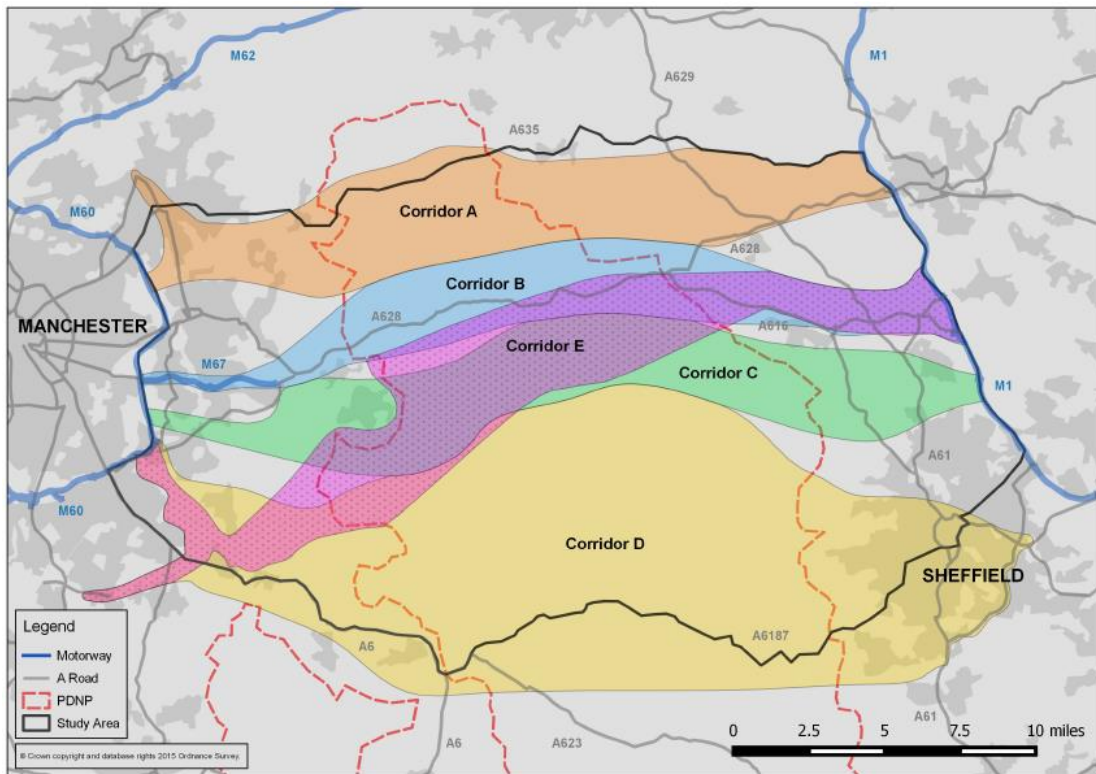 M62
M1
A629
A635
M60
Corridor A
A628
MANCHESTER
Corridor B
A628
M67
Corridor E
A616
Corridor C
M1
A61
M60
Corridor D
SHEFFIELD
A6
A6187
Legend
Motorway
A Road
PDNP
Study Area
© Crown copyright and database rights 2015 Ordnance Survey.
A6
A623
A61
0 2.5 5 7.5 10 miles